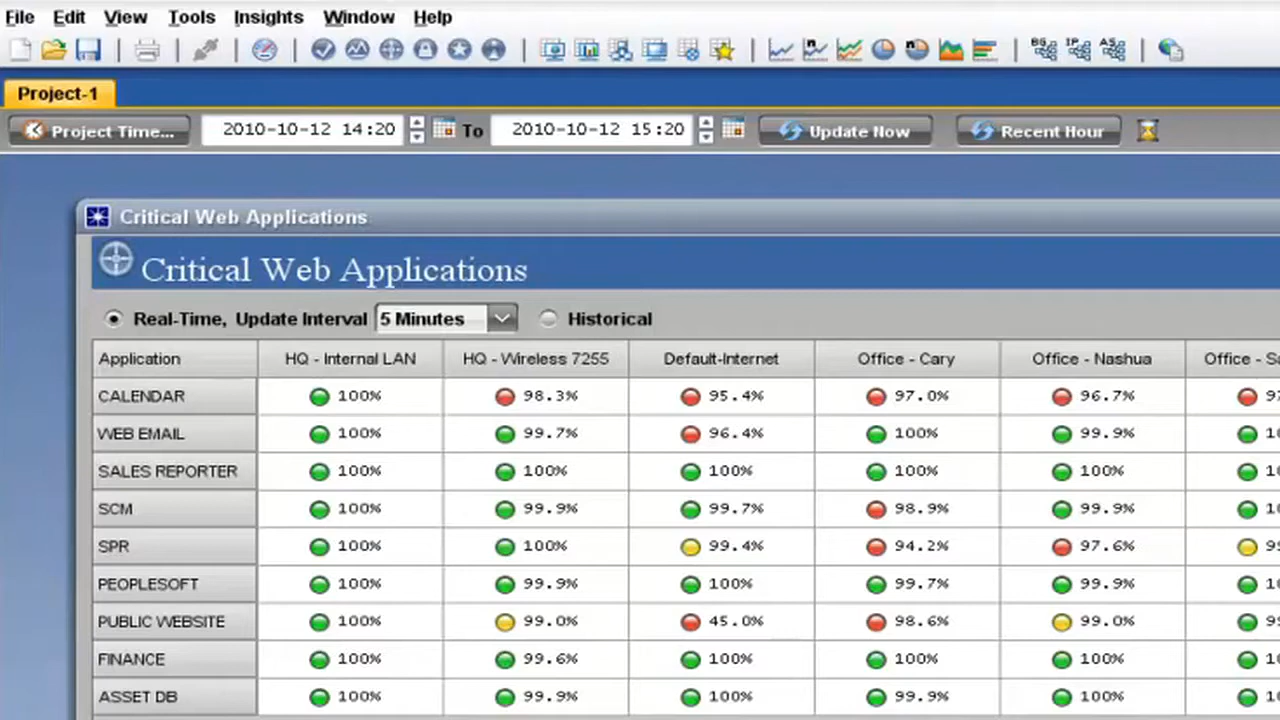 File Edit View Tools Insights Window Help
BG IP AS
Project-1
Project Time... 2010-10-12 14:20 To 2010-10-12 15:20 Update Now Recent Hour
Critical Web Applications
Critical Web Applications
Real-Time, Update Interval 5 Minutes Historical
Application HQ - Internal LAN HQ - Wireless 7255 Default-Internet Office - Cary Office - Nashua Office -
CALENDAR 100% 98.3% 95.4% 97.0% 96.7%
WEB EMAIL 100% 99.7% 96.4% 100% 99.9%
SALES REPORTER 100% 100% 100% 100% 100%
SCM 100% 99.9% 99.7% 98.9% 99.9%
SPR 100% 100% 99.4% 94.2% 97.6%
PEOPLESOFT 100% 99.9% 100% 99.7% 99.9%
PUBLIC WEBSITE 100% 99.0% 45.0% 98.6% 99.0%
FINANCE 100% 99.6% 100% 100% 100%
ASSET DB 100% 99.9% 100% 99.9% 100%